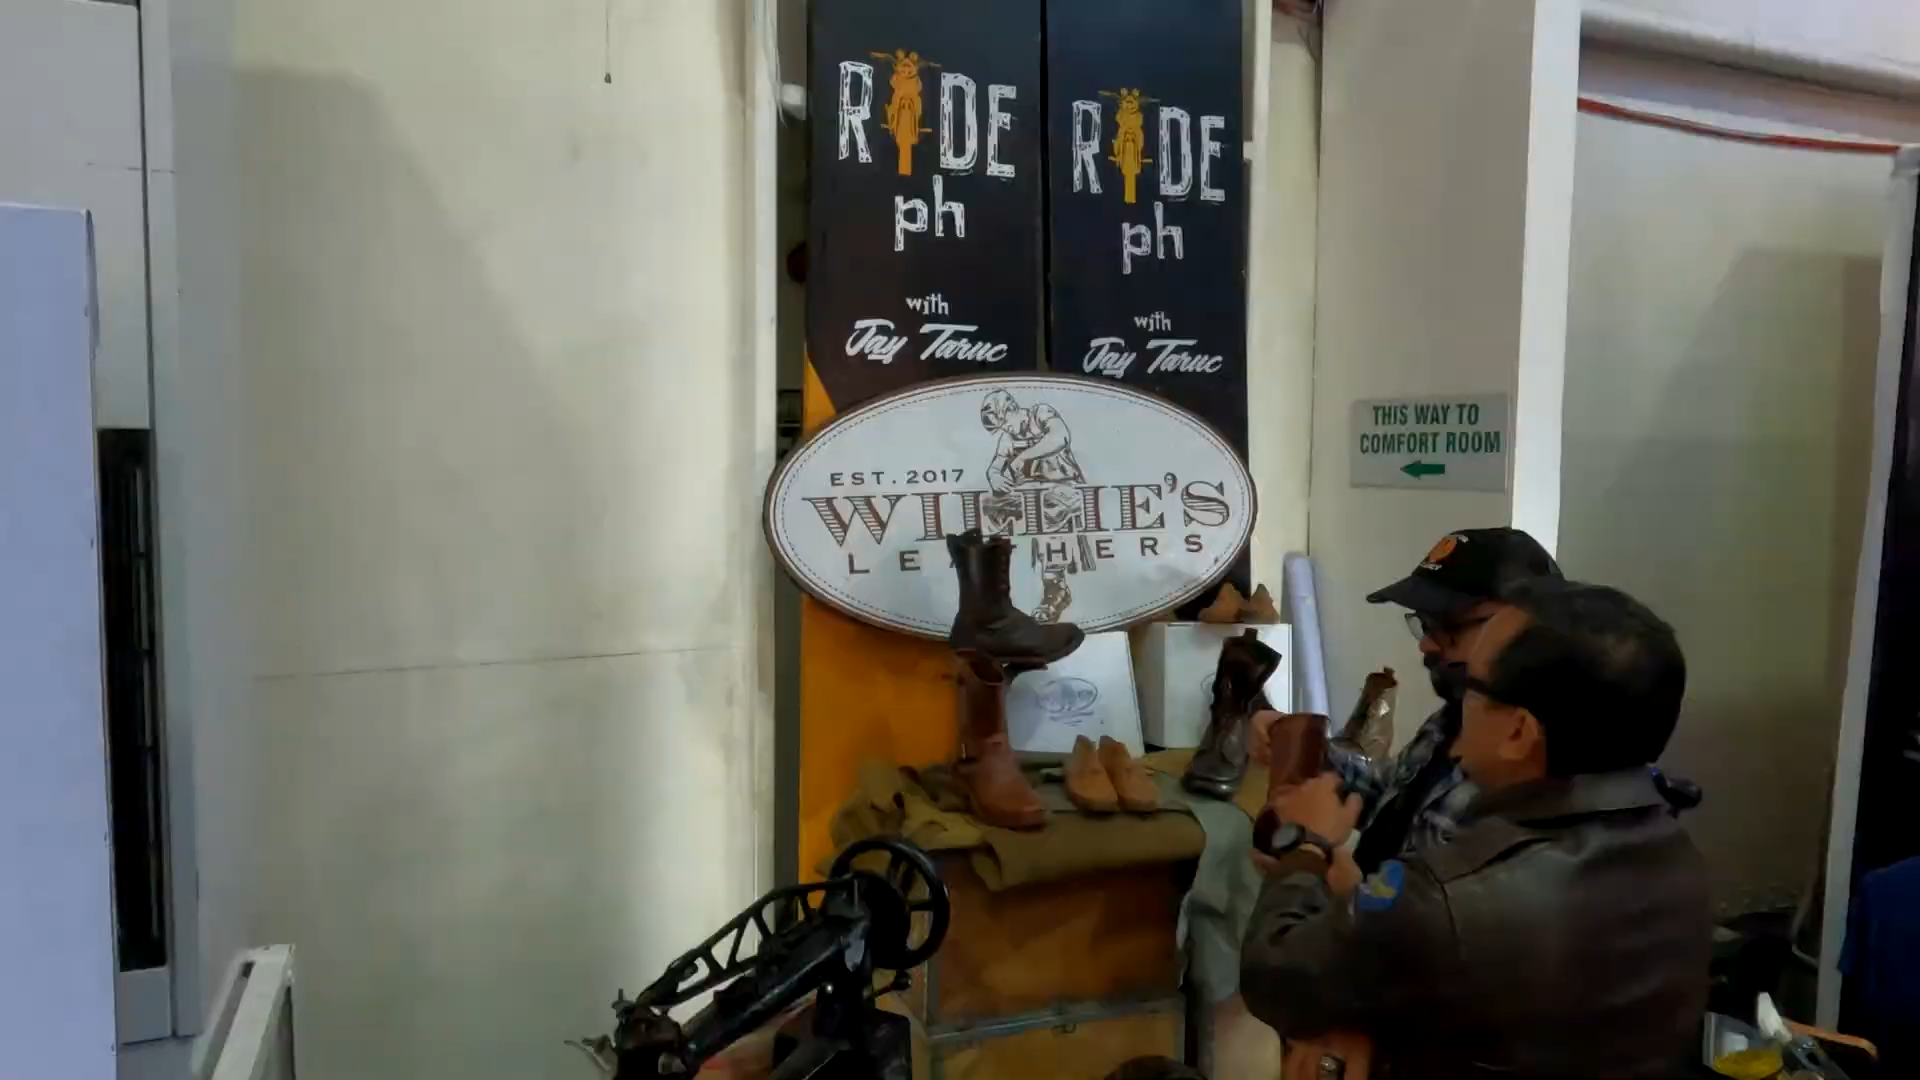 RIDE
ph
with
Jay Taruc
RIDE
ph
with
Jay Taruc
EST. 2017
WILLIE'S
LEATHERS
THIS WAY TO
COMFORT ROOM